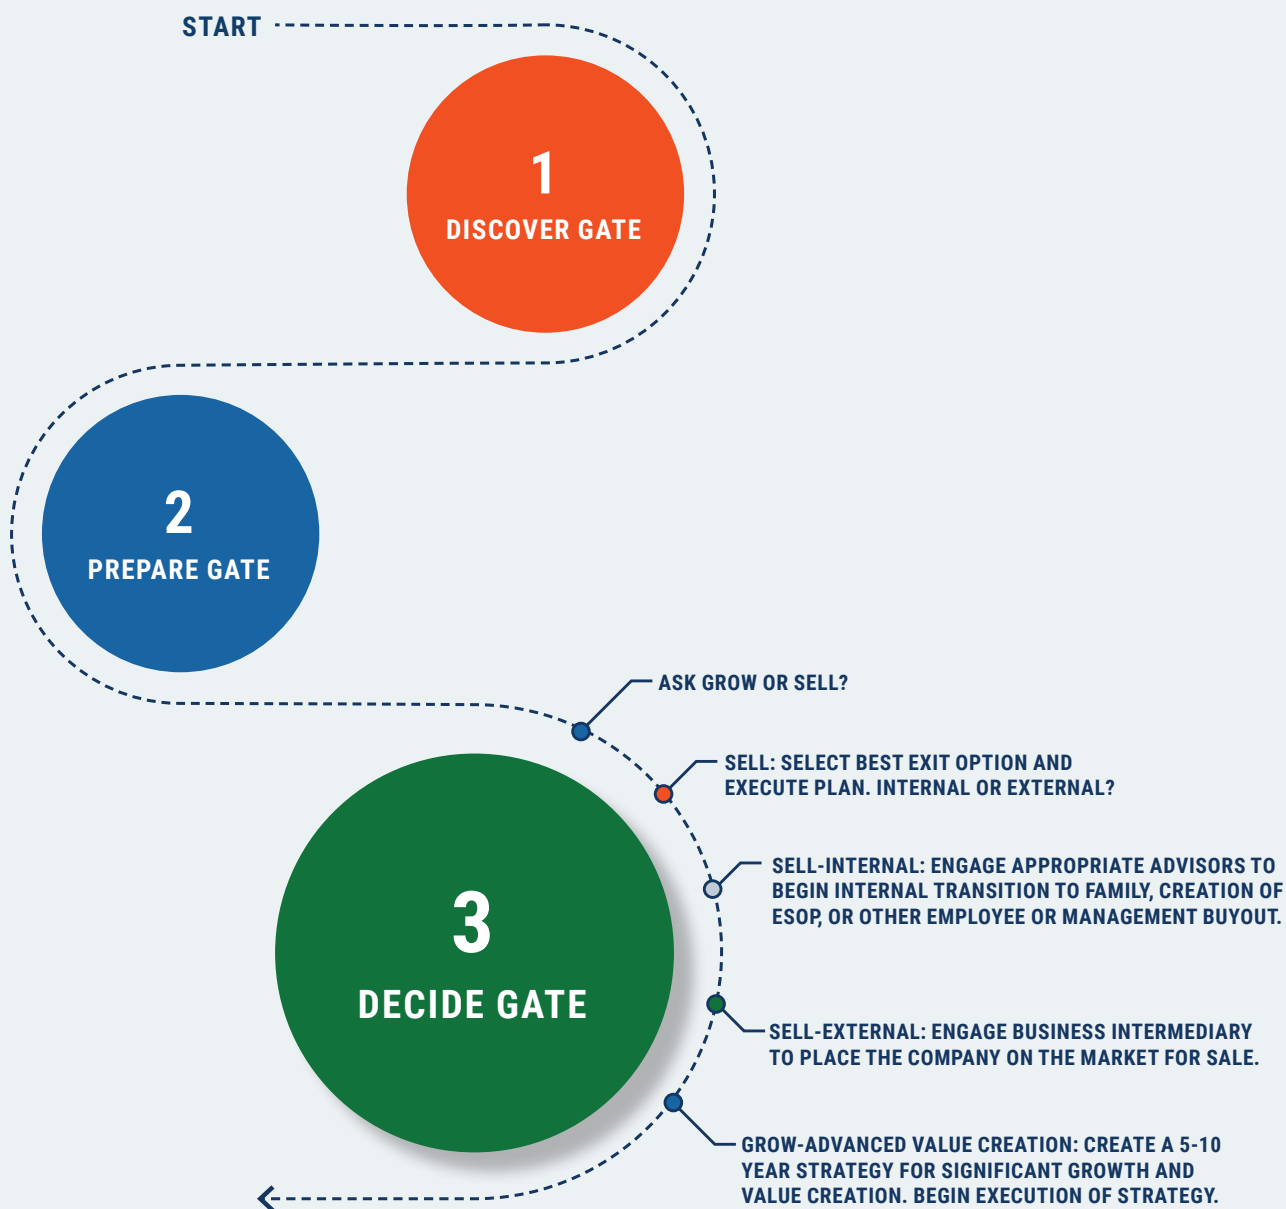 START
1
DISCOVER GATE
2
PREPARE GATE
ASK GROW OR SELL?
SELL: SELECT BEST EXIT OPTION AND
EXECUTE PLAN. INTERNAL OR EXTERNAL?
SELL-INTERNAL: ENGAGE APPROPRIATE ADVISORS TO
BEGIN INTERNAL TRANSITION TO FAMILY, CREATION OF
ESOP, OR OTHER EMPLOYEE OR MANAGEMENT BUYOUT.
3
DECIDE GATE
SELL-EXTERNAL: ENGAGE BUSINESS INTERMEDIARY
TO PLACE THE COMPANY ON THE MARKET FOR SALE.
GROW-ADVANCED VALUE CREATION: CREATE A 5-10
YEAR STRATEGY FOR SIGNIFICANT GROWTH AND
VALUE CREATION. BEGIN EXECUTION OF STRATEGY.